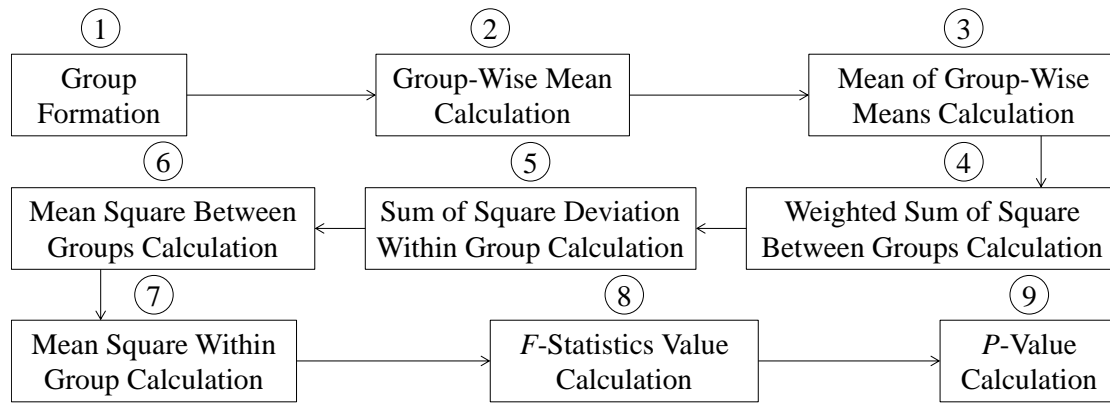 ①
Group
Formation
②
Group-Wise Mean
Calculation
③
Mean of Group-Wise
Means Calculation
④
Weighted Sum of Square
Between Groups Calculation
⑤
Sum of Square Deviation
Within Group Calculation
⑥
Mean Square Between
Groups Calculation
⑦
Mean Square Within
Group Calculation
⑧
F-Statistics Value
Calculation
⑨
P-Value
Calculation